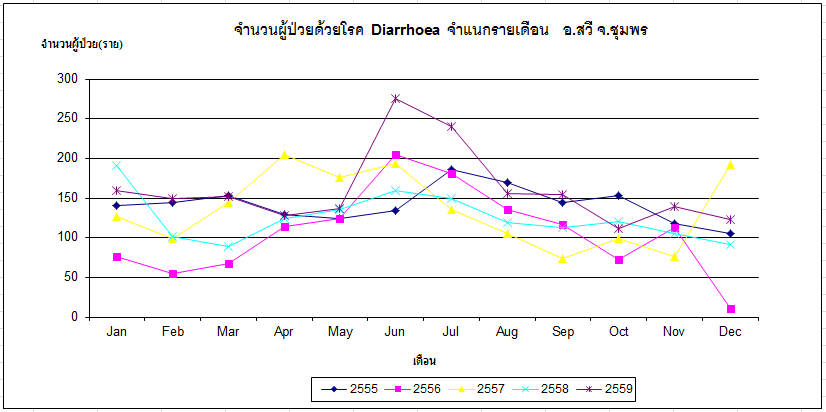 จำนวนผู้ป่วยด้วยโรค Diarrhoea จำแนกรายเดือน อ.สวี จ.ชุมพร
จำนวนผู้ป่วย(ราย)
300
250
200
150
100
50
0
Jan Feb Mar Apr May Jun Jul Aug Sep Oct Nov Dec
เดือน
2555 2556 2557 2558 2559